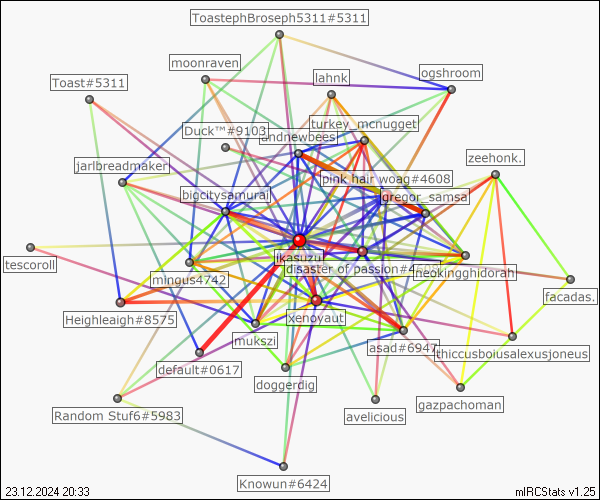 ToastephBroseph5311#5311
moonraven
ogshroom
lahnk
Toast#5311
turkey_mcnugget
Duck™#9103
andnewbees
zeehonk.
jarlbreadmaker
pink hair woag#4608
bigcitysamurai
gregor_samsa
jikasuzu
tescoroll
disaster of passion#4
neokingghidorah
mingus4742
facadas.
Heighleaigh#8575
xenovaut
mukszi
asad#6947
thiccusboiusalexusjoneus
default#0617
doggerdig
gazpachoman
Random Stuf6#5983
avelicious
Knowun#6424
23.12.2024 20:33
mIRCStats v1.25